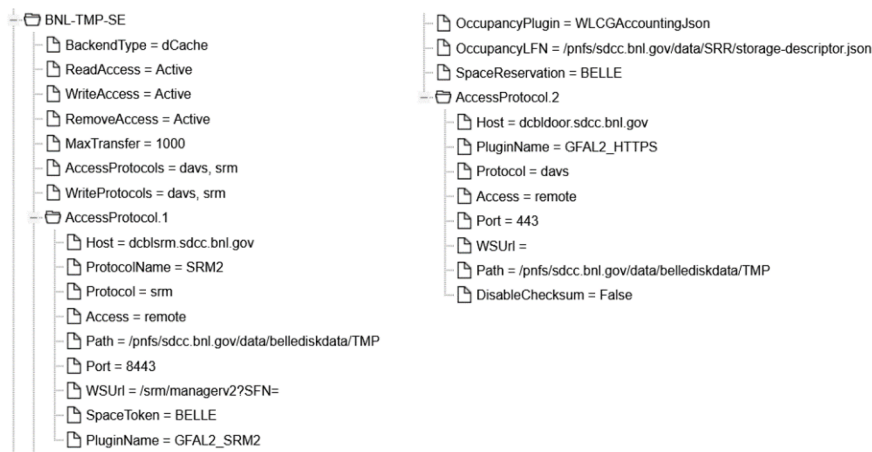 BNL-TMP-SE
BackendType = dCache
ReadAccess = Active
WriteAccess = Active
RemoveAccess = Active
MaxTransfer = 1000
AccessProtocols = davs, srm
WriteProtocols = davs, srm
AccessProtocol.1
Host = dcblsrm.sdcc.bnl.gov
ProtocolName = SRM2
Protocol = srm
Access = remote
Path = /pnfs/sdcc.bnl.gov/data/bellediskdata/TMP
Port = 8443
WSUrl = /srm/managerv2?SFN=
SpaceToken = BELLE
PluginName = GFAL2_SRM2
OccupancyPlugin = WLCGAccountingJson
OccupancyLFN = /pnfs/sdcc.bnl.gov/data/SRR/storage-descriptor.json
SpaceReservation = BELLE
AccessProtocol.2
Host = dcbldoor.sdcc.bnl.gov
PluginName = GFAL2_HTTPS
Protocol = davs
Access = remote
Port = 443
WSUrl =
Path = /pnfs/sdcc.bnl.gov/data/bellediskdata/TMP
DisableChecksum = False